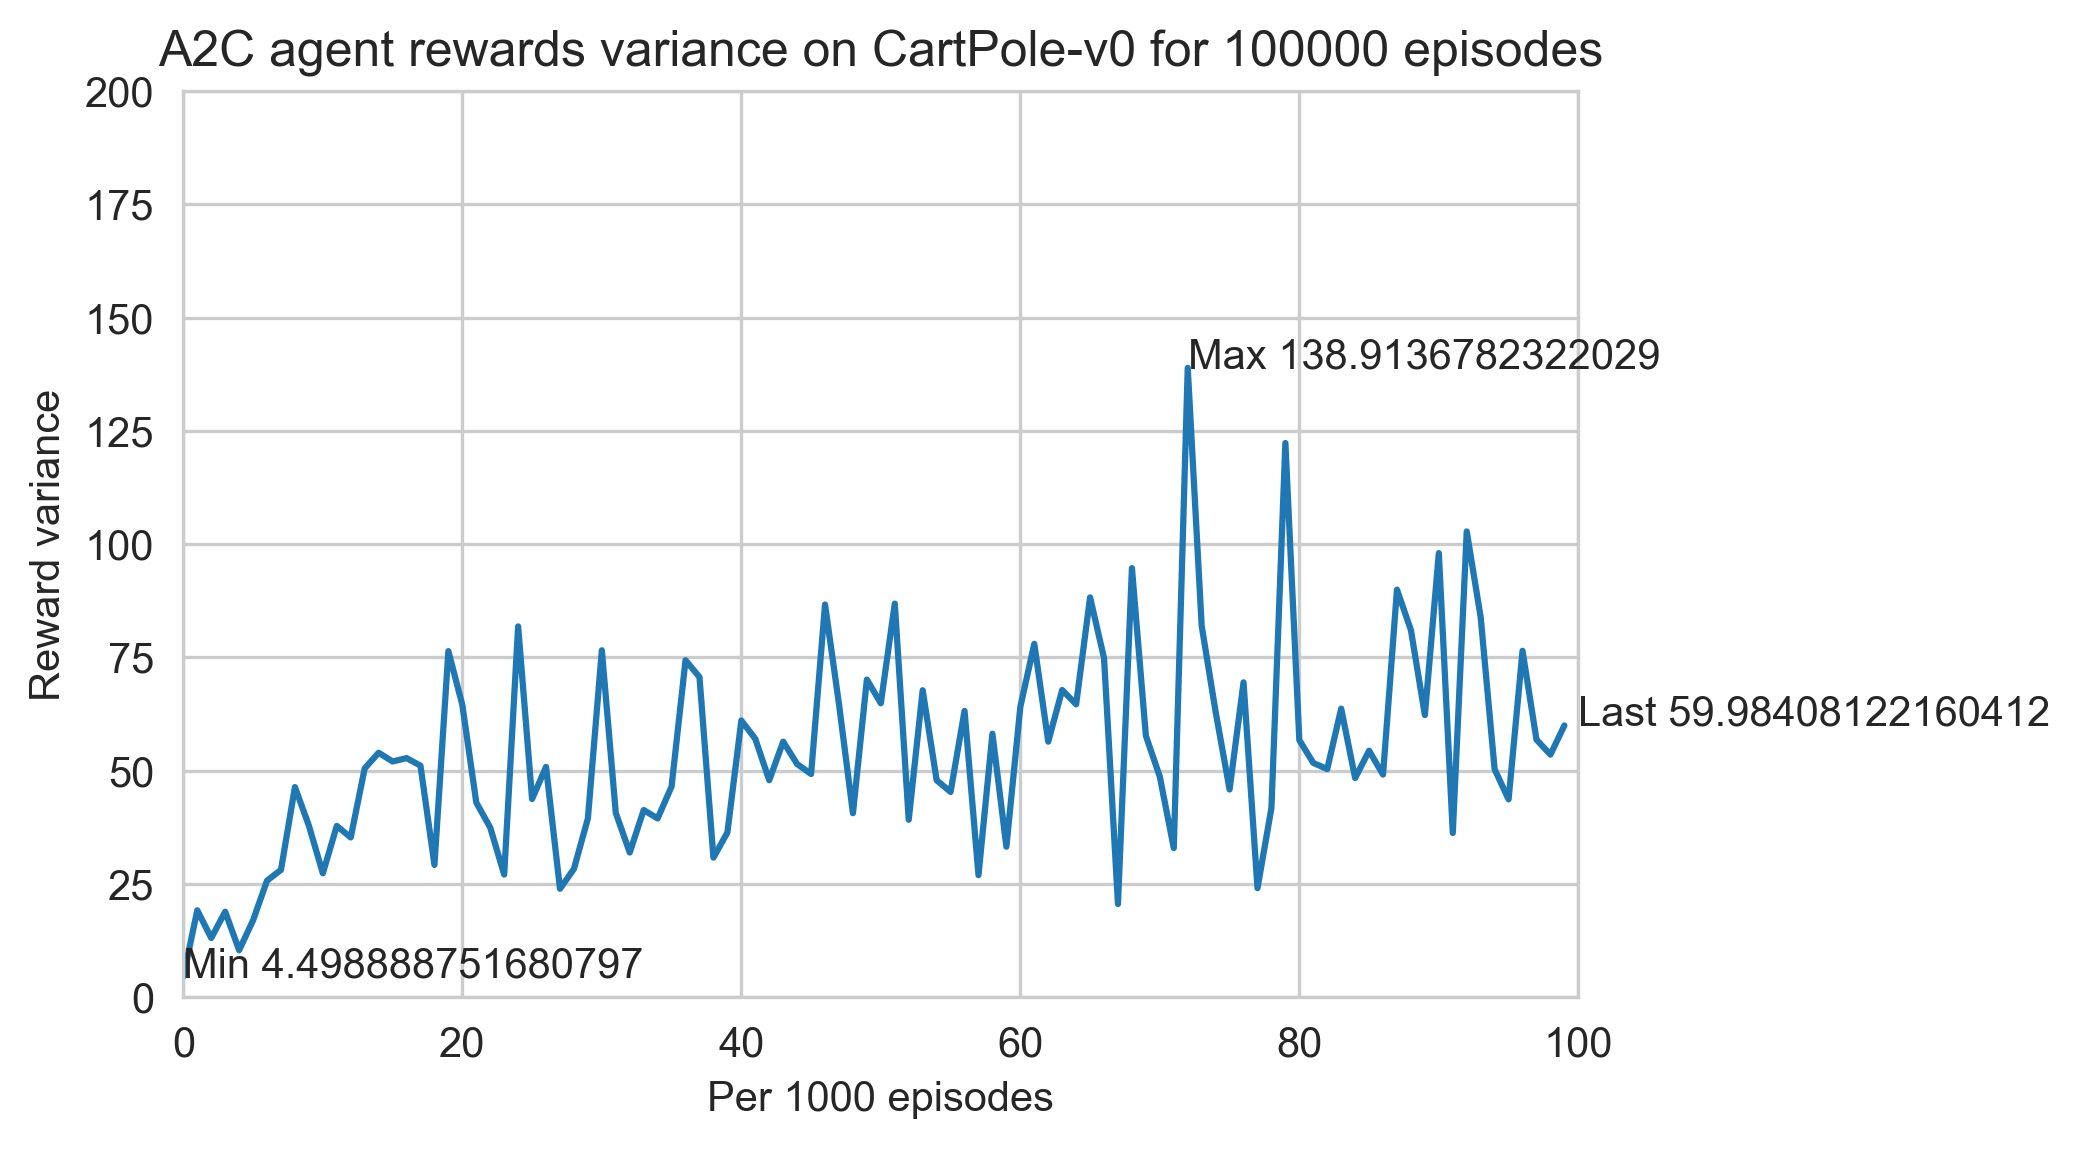 A2C agent rewards variance on CartPole-v0 for 100000 episodes
200
175
150
Max 138.9136782322029
125
Reward variance
100
75
Last 59.98408122160412
50
25
Min 4.498888751680797
0
0 20 40 60 80 100
Per 1000 episodes